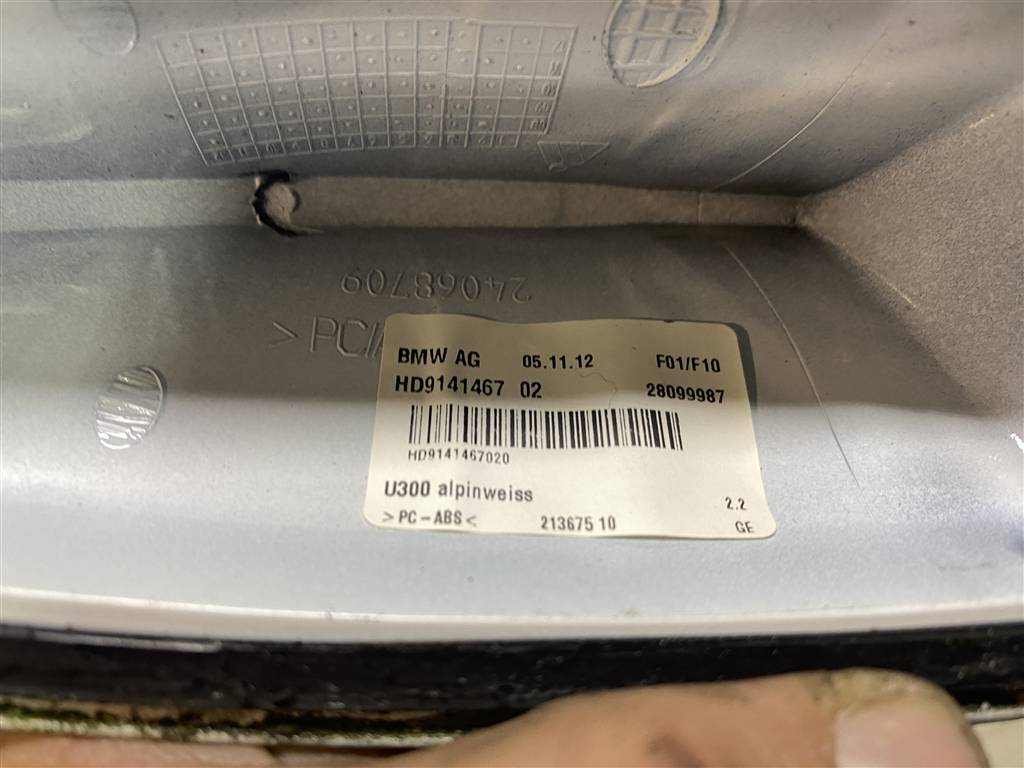 24068709
>PC/
BMW AG 05.11.12 F01/F10
HD9141467 02 28099987
HD9141467020
U300 alpinweiss
2.2
>PC-ABS< 213675 10 GE